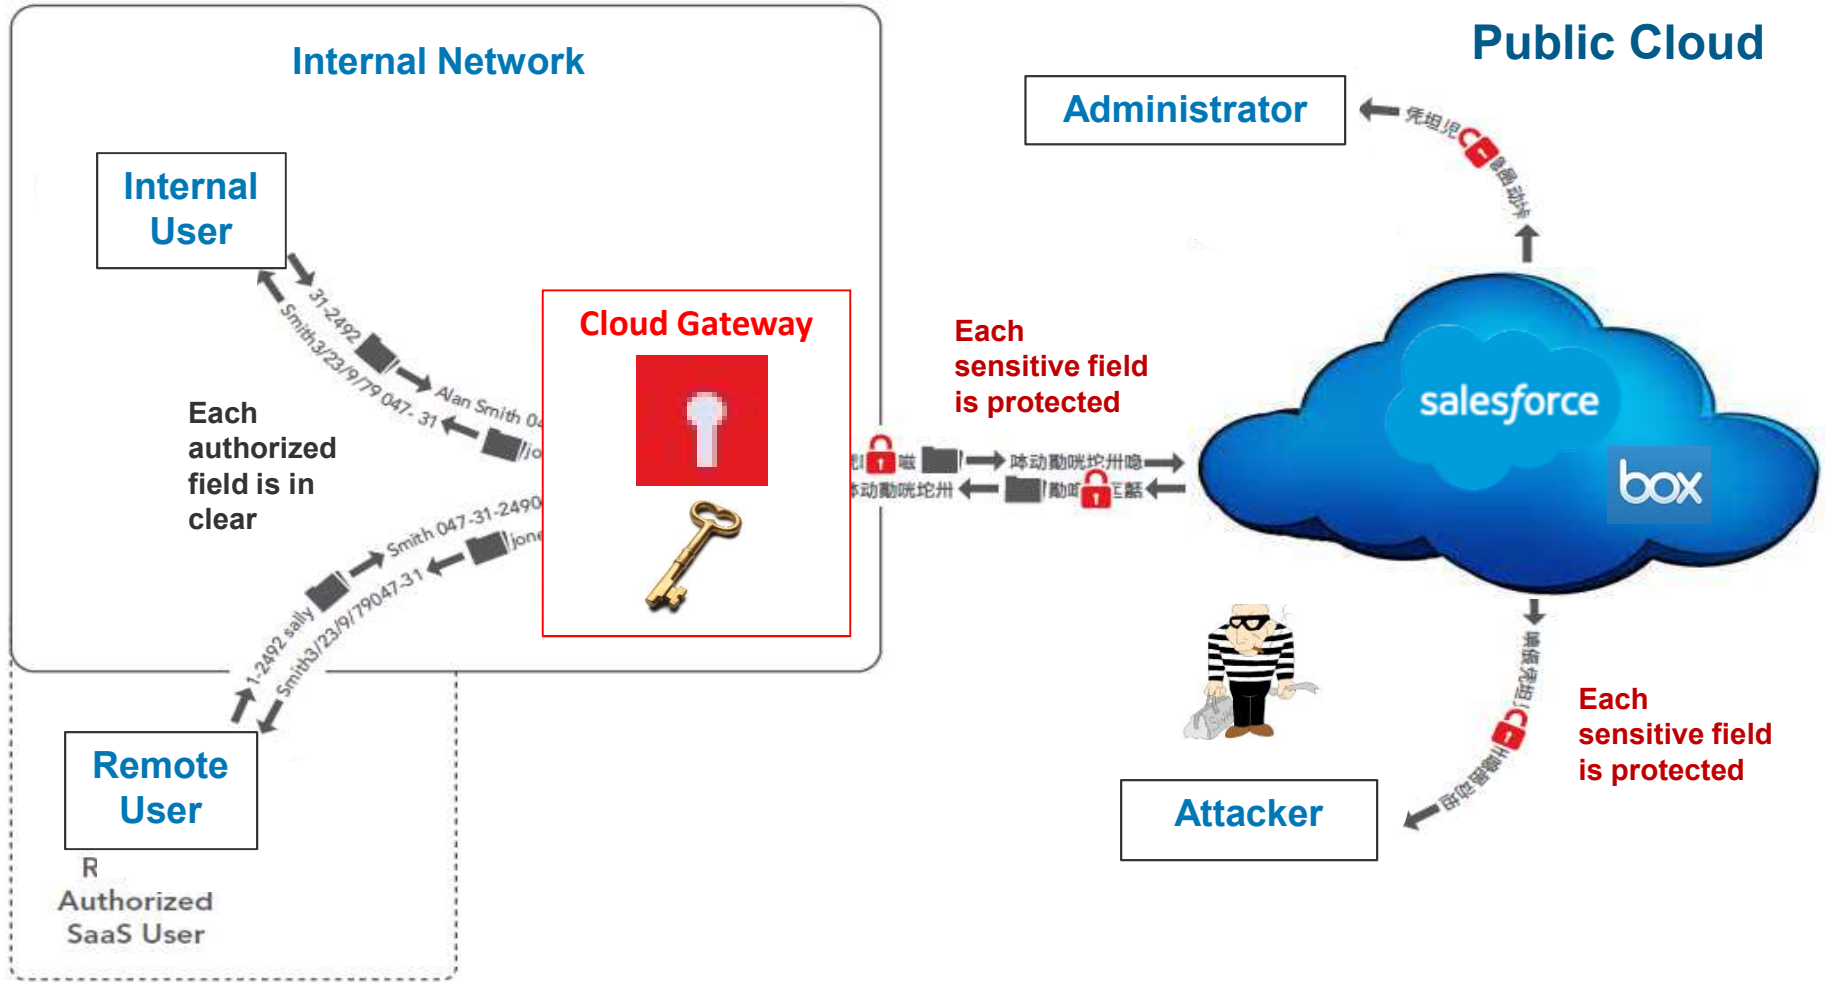 Internal Network
Public Cloud
Administrator
Internal
User
Cloud Gateway
31-2492
Alan Smith
Smith3/23/9/79 047- 31
Each
authorized
field is in
clear
Each
sensitive field
is protected
salesforce
box
Smith 047-31-2490
1-2492 sally
Smith3/23/9/79047-31
Remote
User
R
Authorized
SaaS User
Attacker
Each
sensitive field
is protected